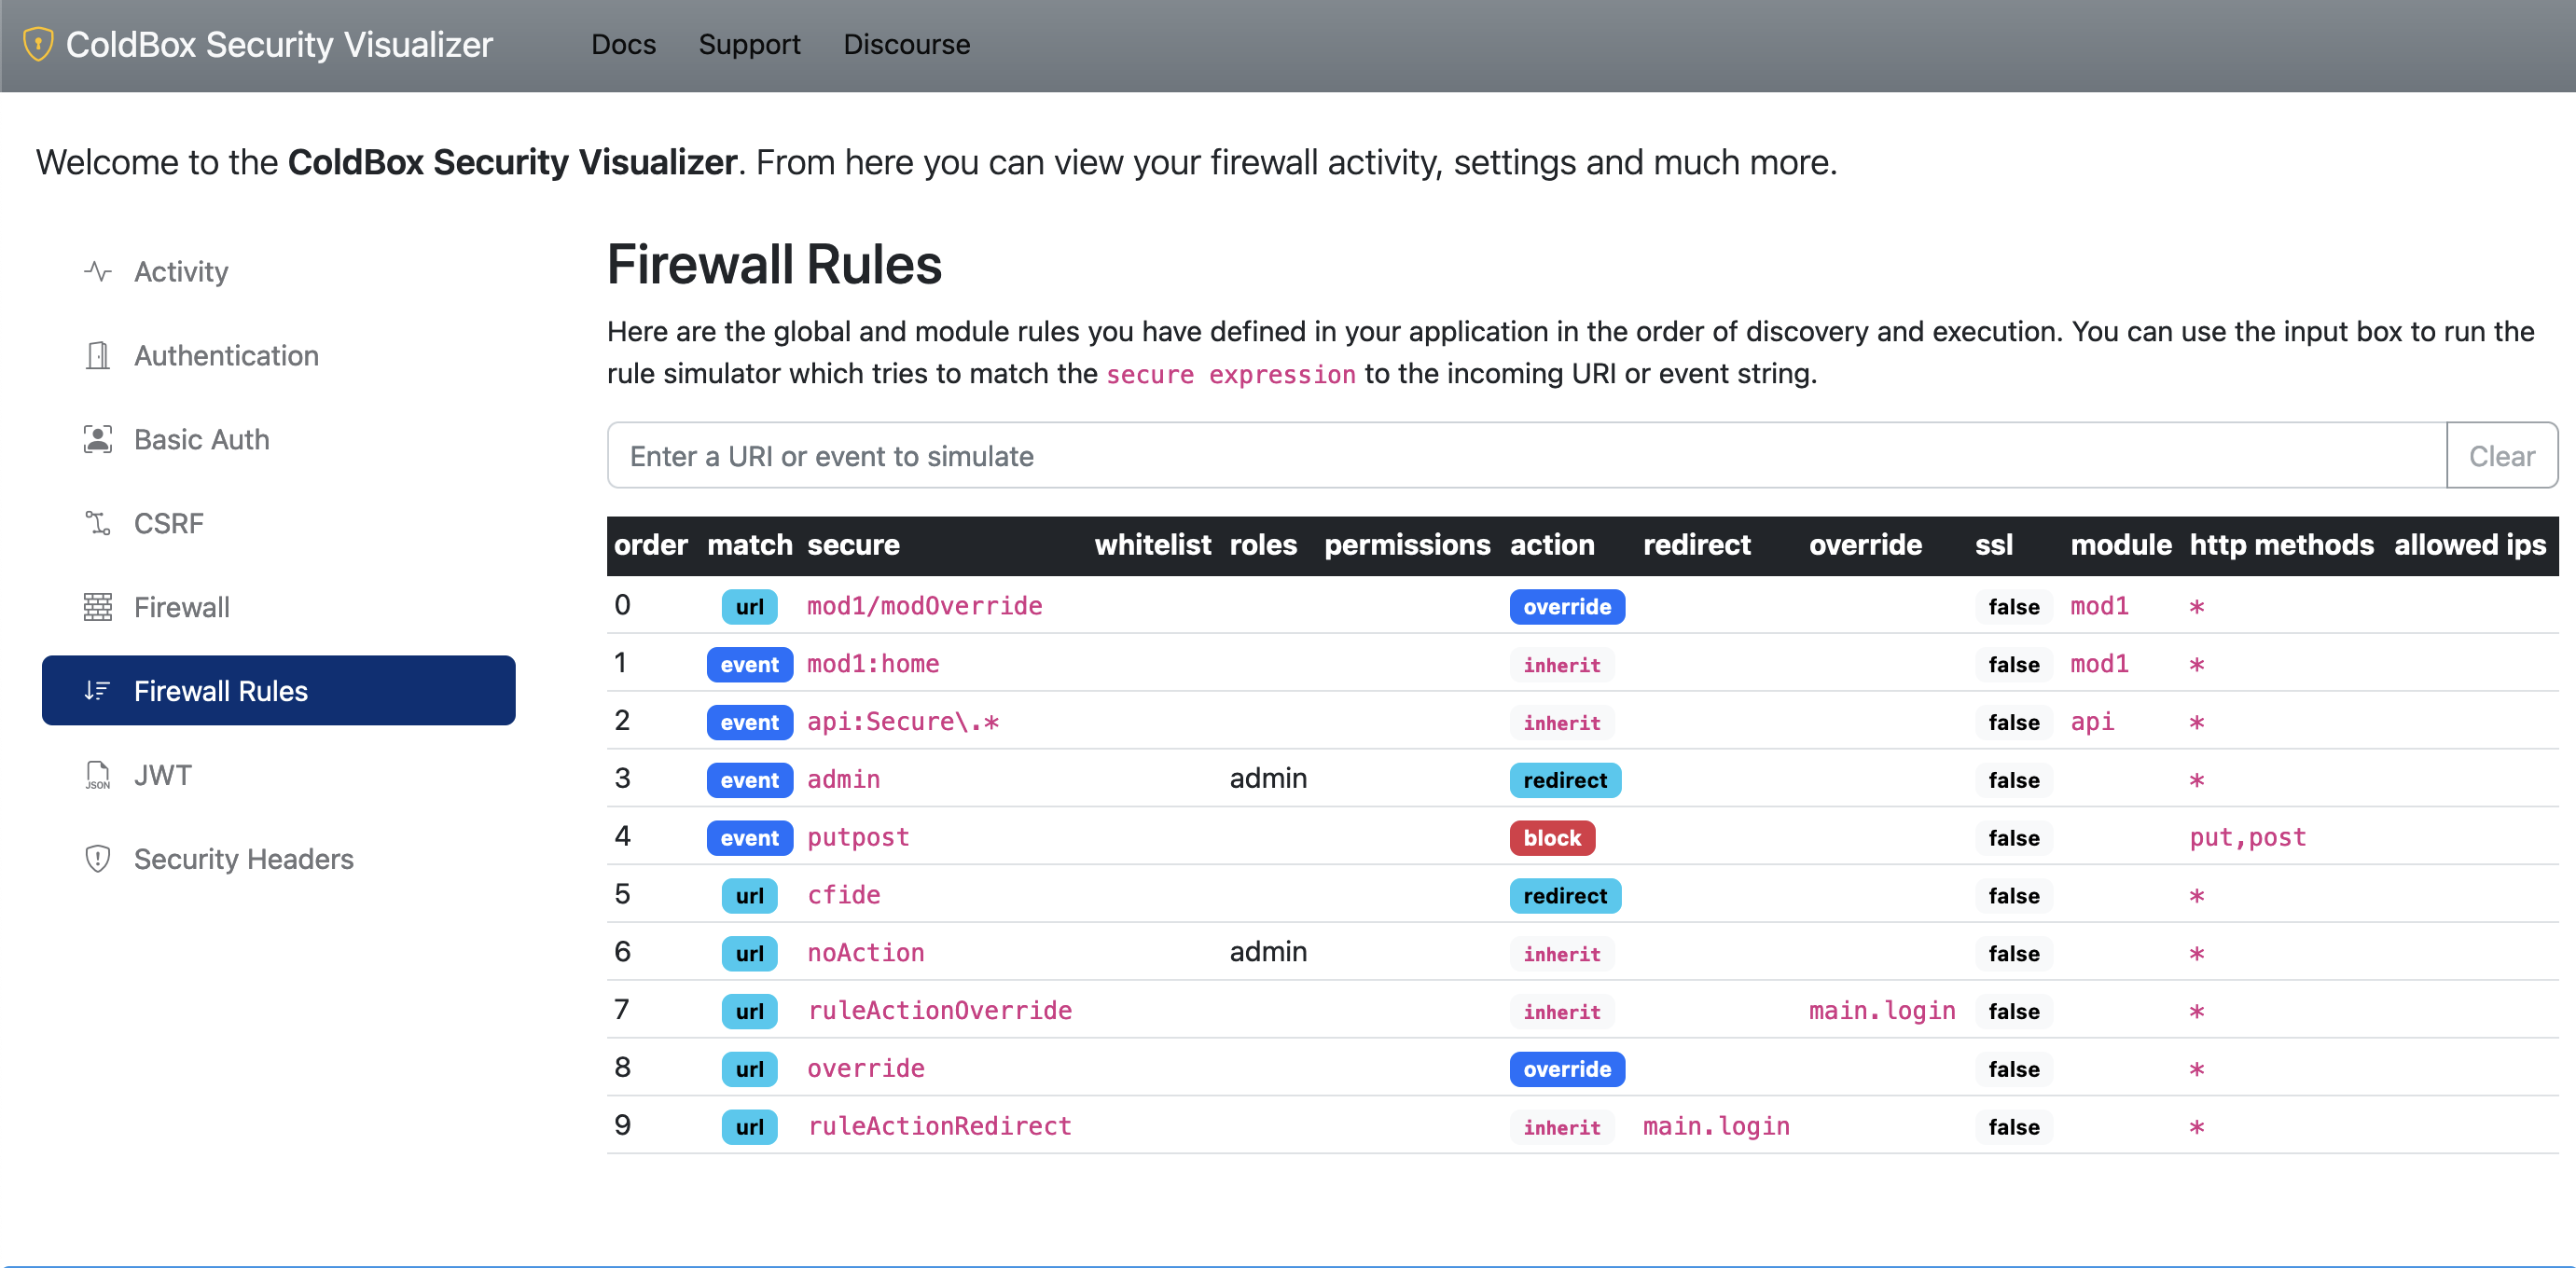 ColdBox Security Visualizer Docs Support Discourse
Welcome to the ColdBox Security Visualizer. From here you can view your firewall activity, settings and much more.
Activity
Authentication
Basic Auth
CSRF
Firewall
Firewall Rules
JSON JWT
Security Headers
Firewall Rules
Here are the global and module rules you have defined in your application in the order of discovery and execution. You can use the input box to run the
rule simulator which tries to match the secure expression to the incoming URI or event string.
Enter a URI or event to simulate Clear
order match secure whitelist roles permissions action redirect override ssl module http methods allowed ips
0 url mod1/modOverride override false mod1 *
1 event mod1:home inherit false mod1 *
2 event api:Secure\.* inherit false api *
3 event admin admin redirect false *
4 event putpost block false put,post
5 url cfide redirect false *
6 url noAction admin inherit false *
7 url ruleActionOverride inherit main.login false *
8 url override override false *
9 url ruleActionRedirect inherit main.login false *